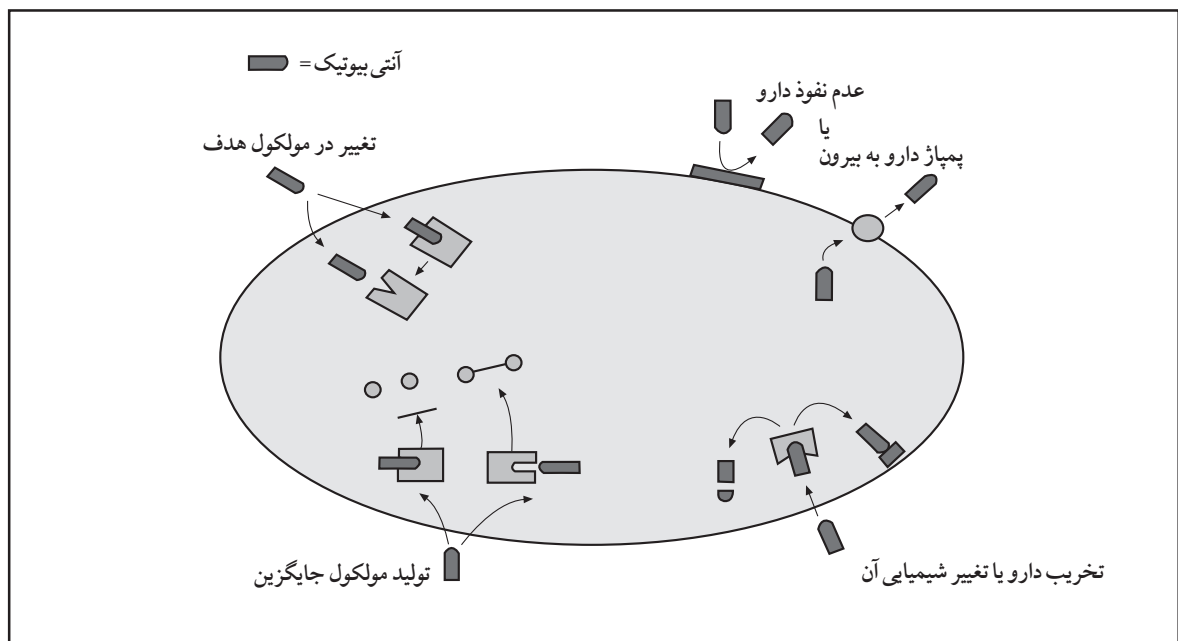 آنتی‌بیوتیک =
عدم نفوذ دارو
یا
پمپاژ دارو به بیرون
تغییر در مولکول هدف
تولید مولکول جایگزین
تخریب دارو یا تغییر شیمیایی آن